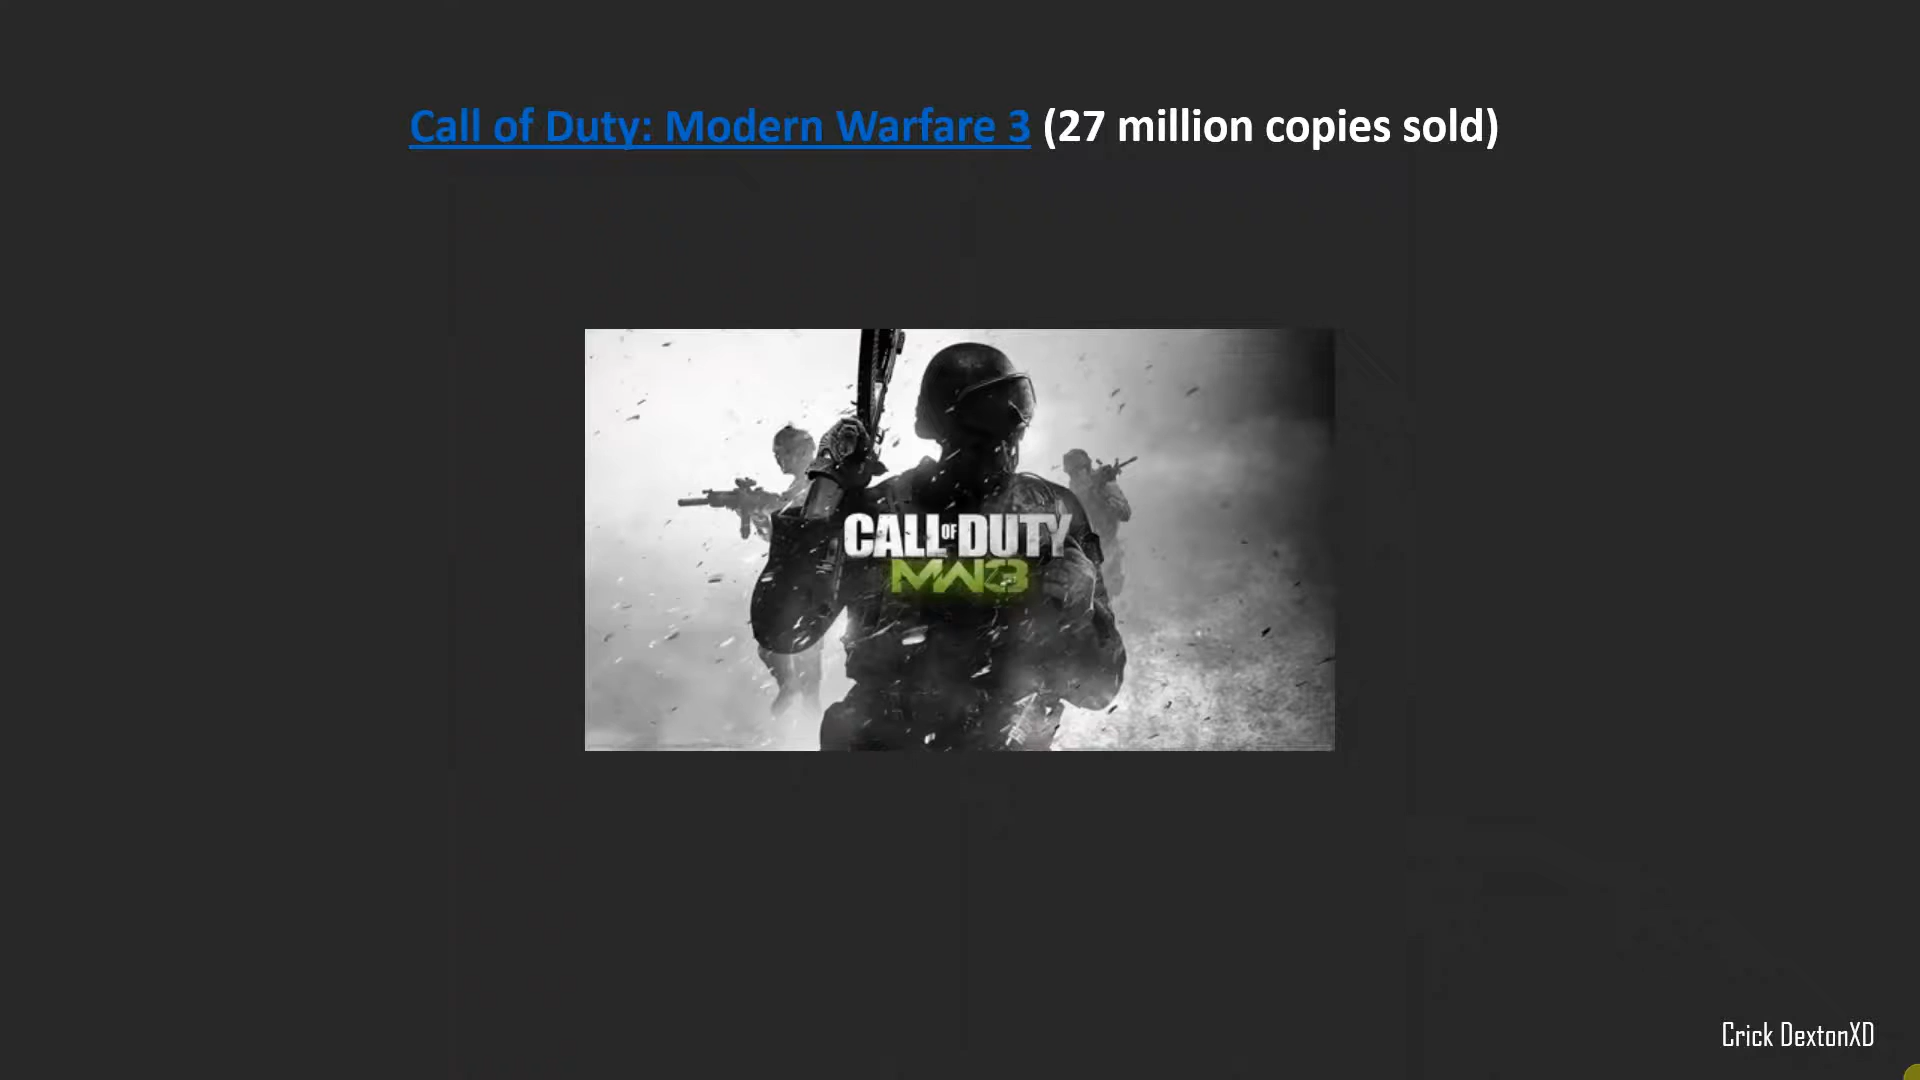 Call of Duty: Modern Warfare 3 (27 million copies sold)
CALL OF DUTY
MW3
Crick DextonXD